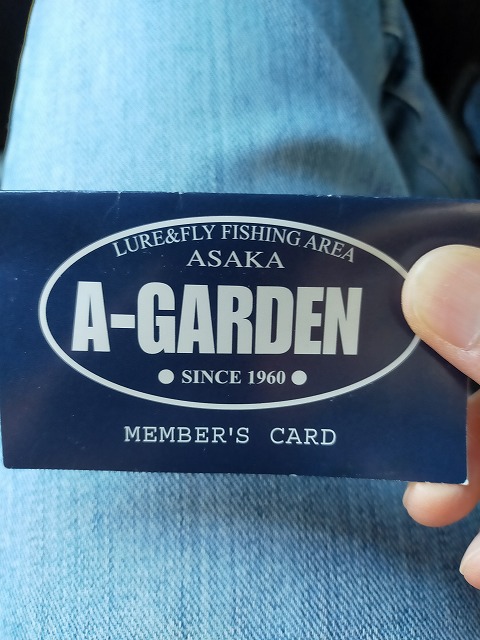 LURE&FLY FISHING AREA
ASAKA
A-GARDEN
● SINCE 1960 ●
MEMBER'S CARD